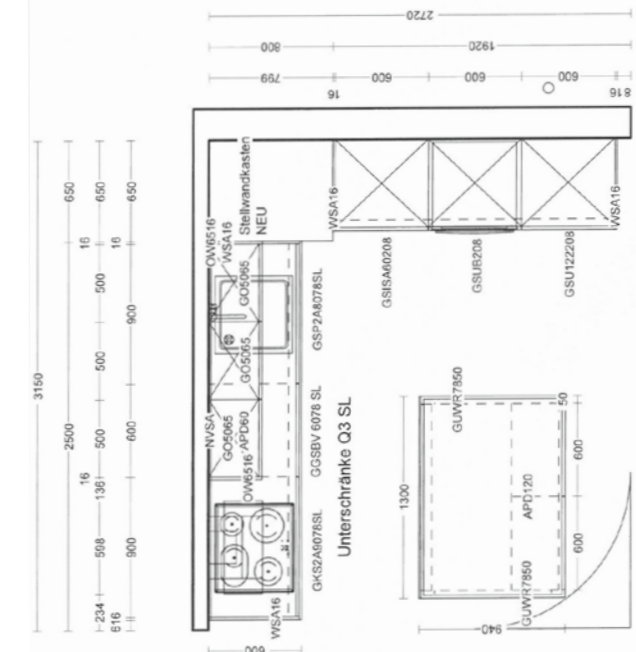 2720
800
1920
799
16
600
600
600
8 16
3150
2500
650
650
650
650
16
16
500
900
500
500
600
16
136
598
900
234
616
Stellwandkasten
NEU
OW6516
WSA16
GO5065
GO5065
GO5065
NVSA
APD60
OW6516
WSA16
GSP2A8078SL
GGSBV 6078 SL
GKS2A9078SL
Unterschränke Q3 SL
600
WSA16
WSA16
GSISA60208
GSUB208
GSU122208
GUWR7850
50
600
600
1300
APD120
GUWR7850
940